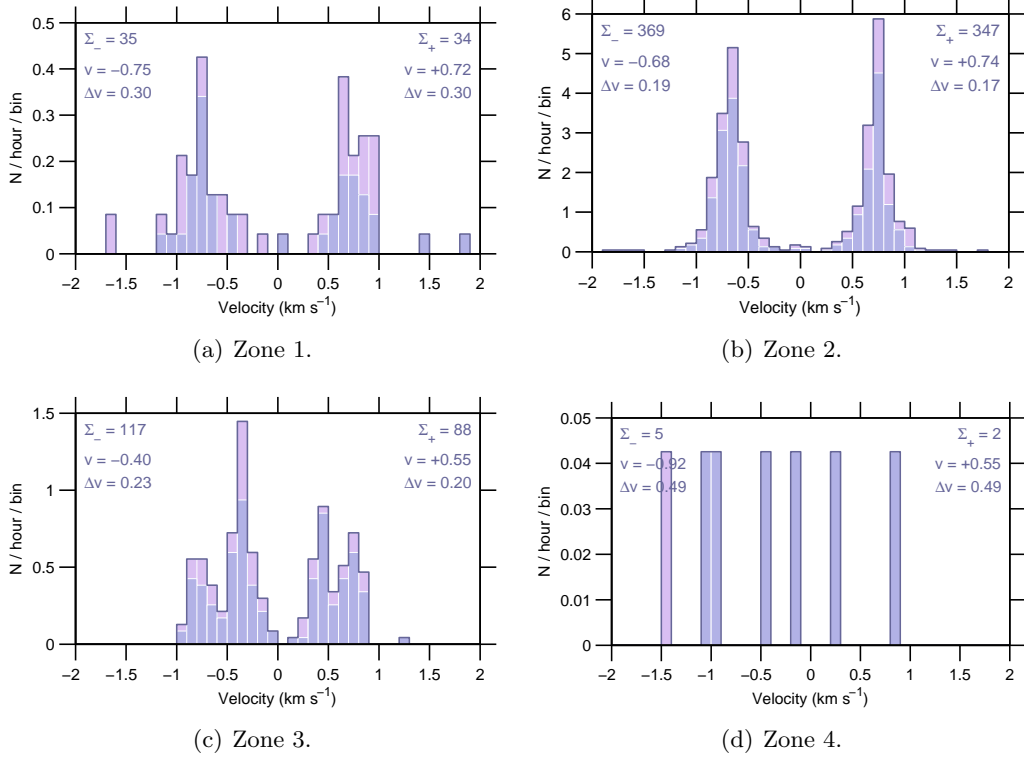 0.5
0.4
0.3
0.2
0.1
0
N / hour / bin
Σ− = 35
v = −0.75
Δv = 0.30
Σ+ = 34
v = +0.72
Δv = 0.30
−2 −1.5 −1 −0.5 0 0.5 1 1.5 2
Velocity (km s−1)
(a) Zone 1.
6
5
4
3
2
1
0
N / hour / bin
Σ− = 369
v = −0.68
Δv = 0.19
Σ+ = 347
v = +0.74
Δv = 0.17
−2 −1.5 −1 −0.5 0 0.5 1 1.5 2
Velocity (km s−1)
(b) Zone 2.
1.5
1
0.5
0
N / hour / bin
Σ− = 117
v = −0.40
Δv = 0.23
Σ+ = 88
v = +0.55
Δv = 0.20
−2 −1.5 −1 −0.5 0 0.5 1 1.5 2
Velocity (km s−1)
(c) Zone 3.
0.05
0.04
0.03
0.02
0.01
0
N / hour / bin
Σ− = 5
v = −0.92
Δv = 0.49
Σ+ = 2
v = +0.55
Δv = 0.49
−2 −1.5 −1 −0.5 0 0.5 1 1.5 2
Velocity (km s−1)
(d) Zone 4.